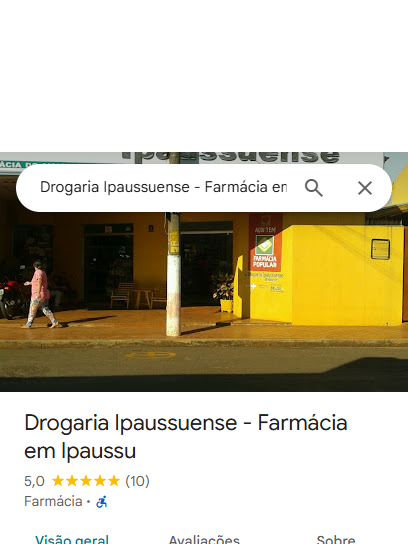 Ipaussuense
Drogaria Ipaussuense - Farmácia em
AQUI TEM
FARMÁCIA
POPULAR
Drogaria Ipaussuense - Farmácia
em Ipaussu
5,0 (10)
Farmácia ·
Visão geral Avaliações Sobre